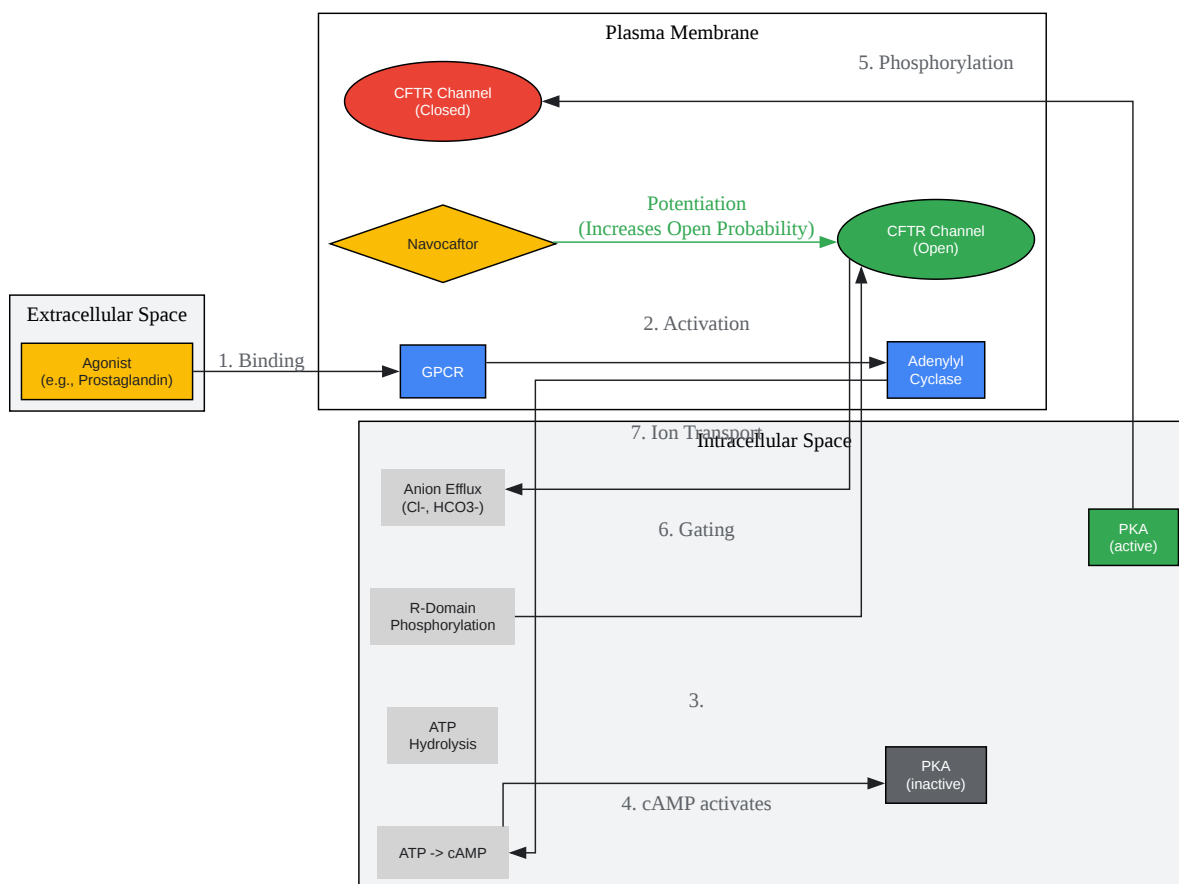 Plasma Membrane
5. Phosphorylation
CFTR Channel
(Closed)
Potentiation
(Increases Open Probability)
Navocaftor
CFTR Channel
(Open)
Extracellular Space
2. Activation
Agonist
(e.g., Prostaglandin)
1. Binding
GPCR
Adenylyl
Cyclase
7. Ion Transport
Intracellular Space
Anion Efflux
(Cl-, HCO3-)
6. Gating
PKA
(active)
R-Domain
Phosphorylation
3.
ATP
Hydrolysis
PKA
(inactive)
4. cAMP activates
ATP -> cAMP